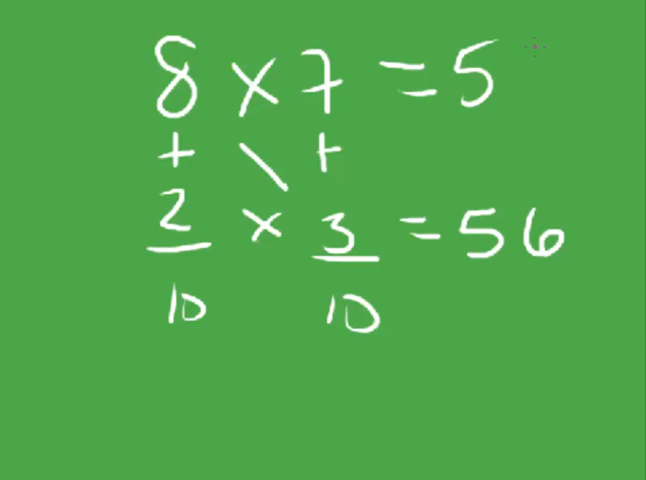 8 × 7 = 5
+ \ +
2 × 3 = 56
10 10